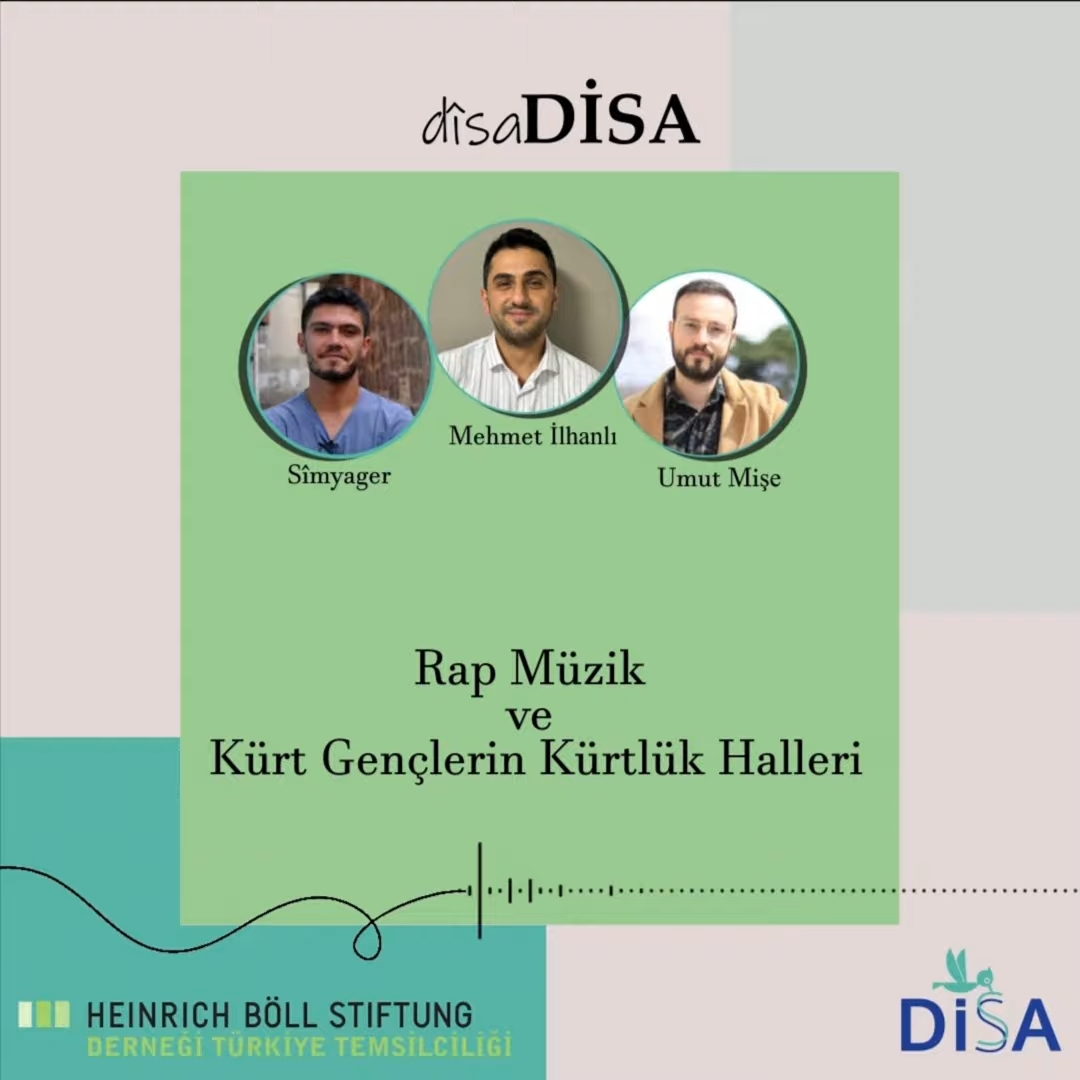 dîsaDİSA
Mehmet İlhanlı
Sîmyager
Umut Mişe
Rap Müzik
ve
Kürt Gençlerin Kürtlük Halleri
HEINRICH BÖLL STIFTUNG
DERNEĞİ TÜRKİYE TEMSİLCİLİĞİ
DİSA